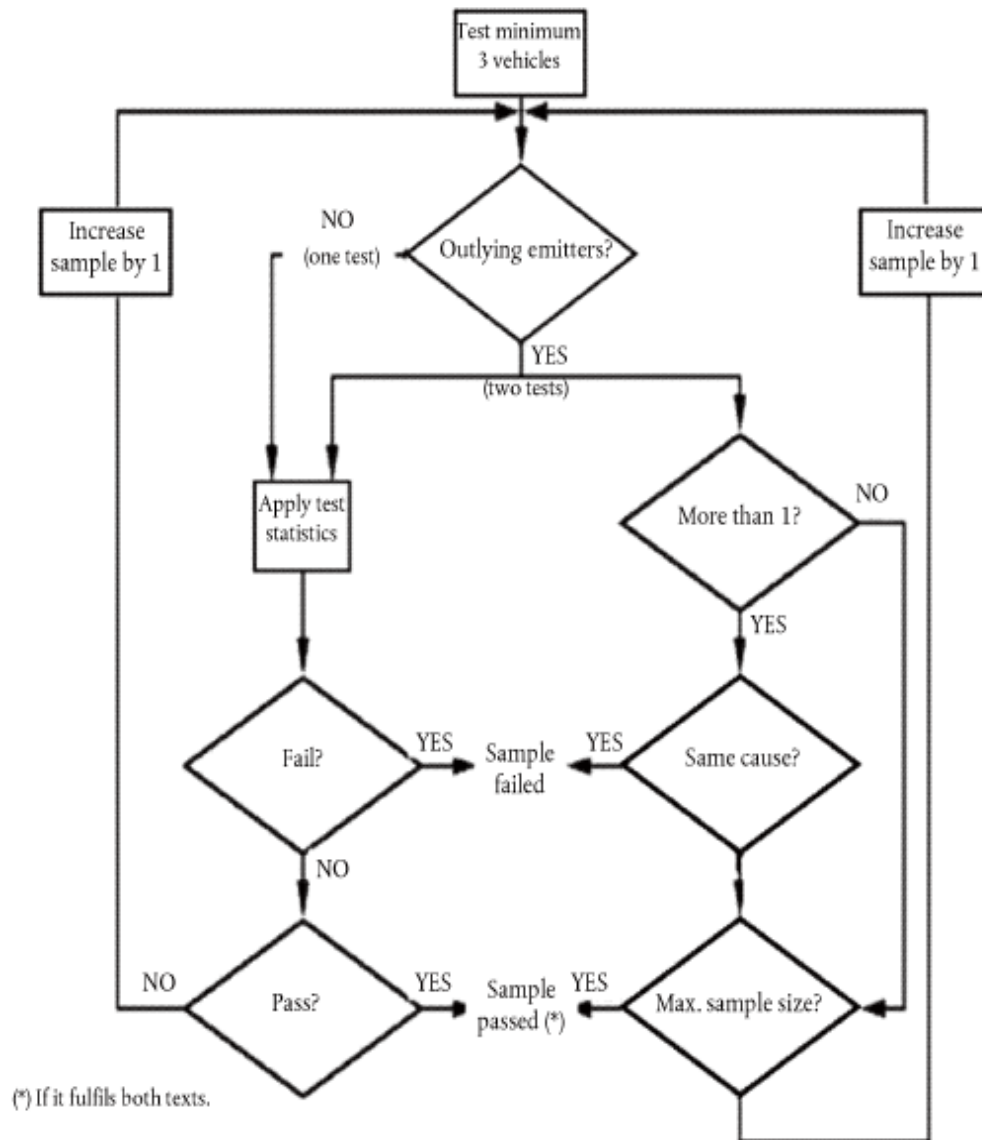 Test minimum
3 vehicles
Increase
sample by 1
NO
(one test)
Outlying emitters?
Increase
sample by 1
YES
(two tests)
Apply test
statistics
More than 1?
NO
YES
Fail?
YES
Sample
failed
YES
Same cause?
NO
NO
Pass?
YES
Sample
passed (*)
YES
Max. sample size?
(*) If it fulfils both texts.